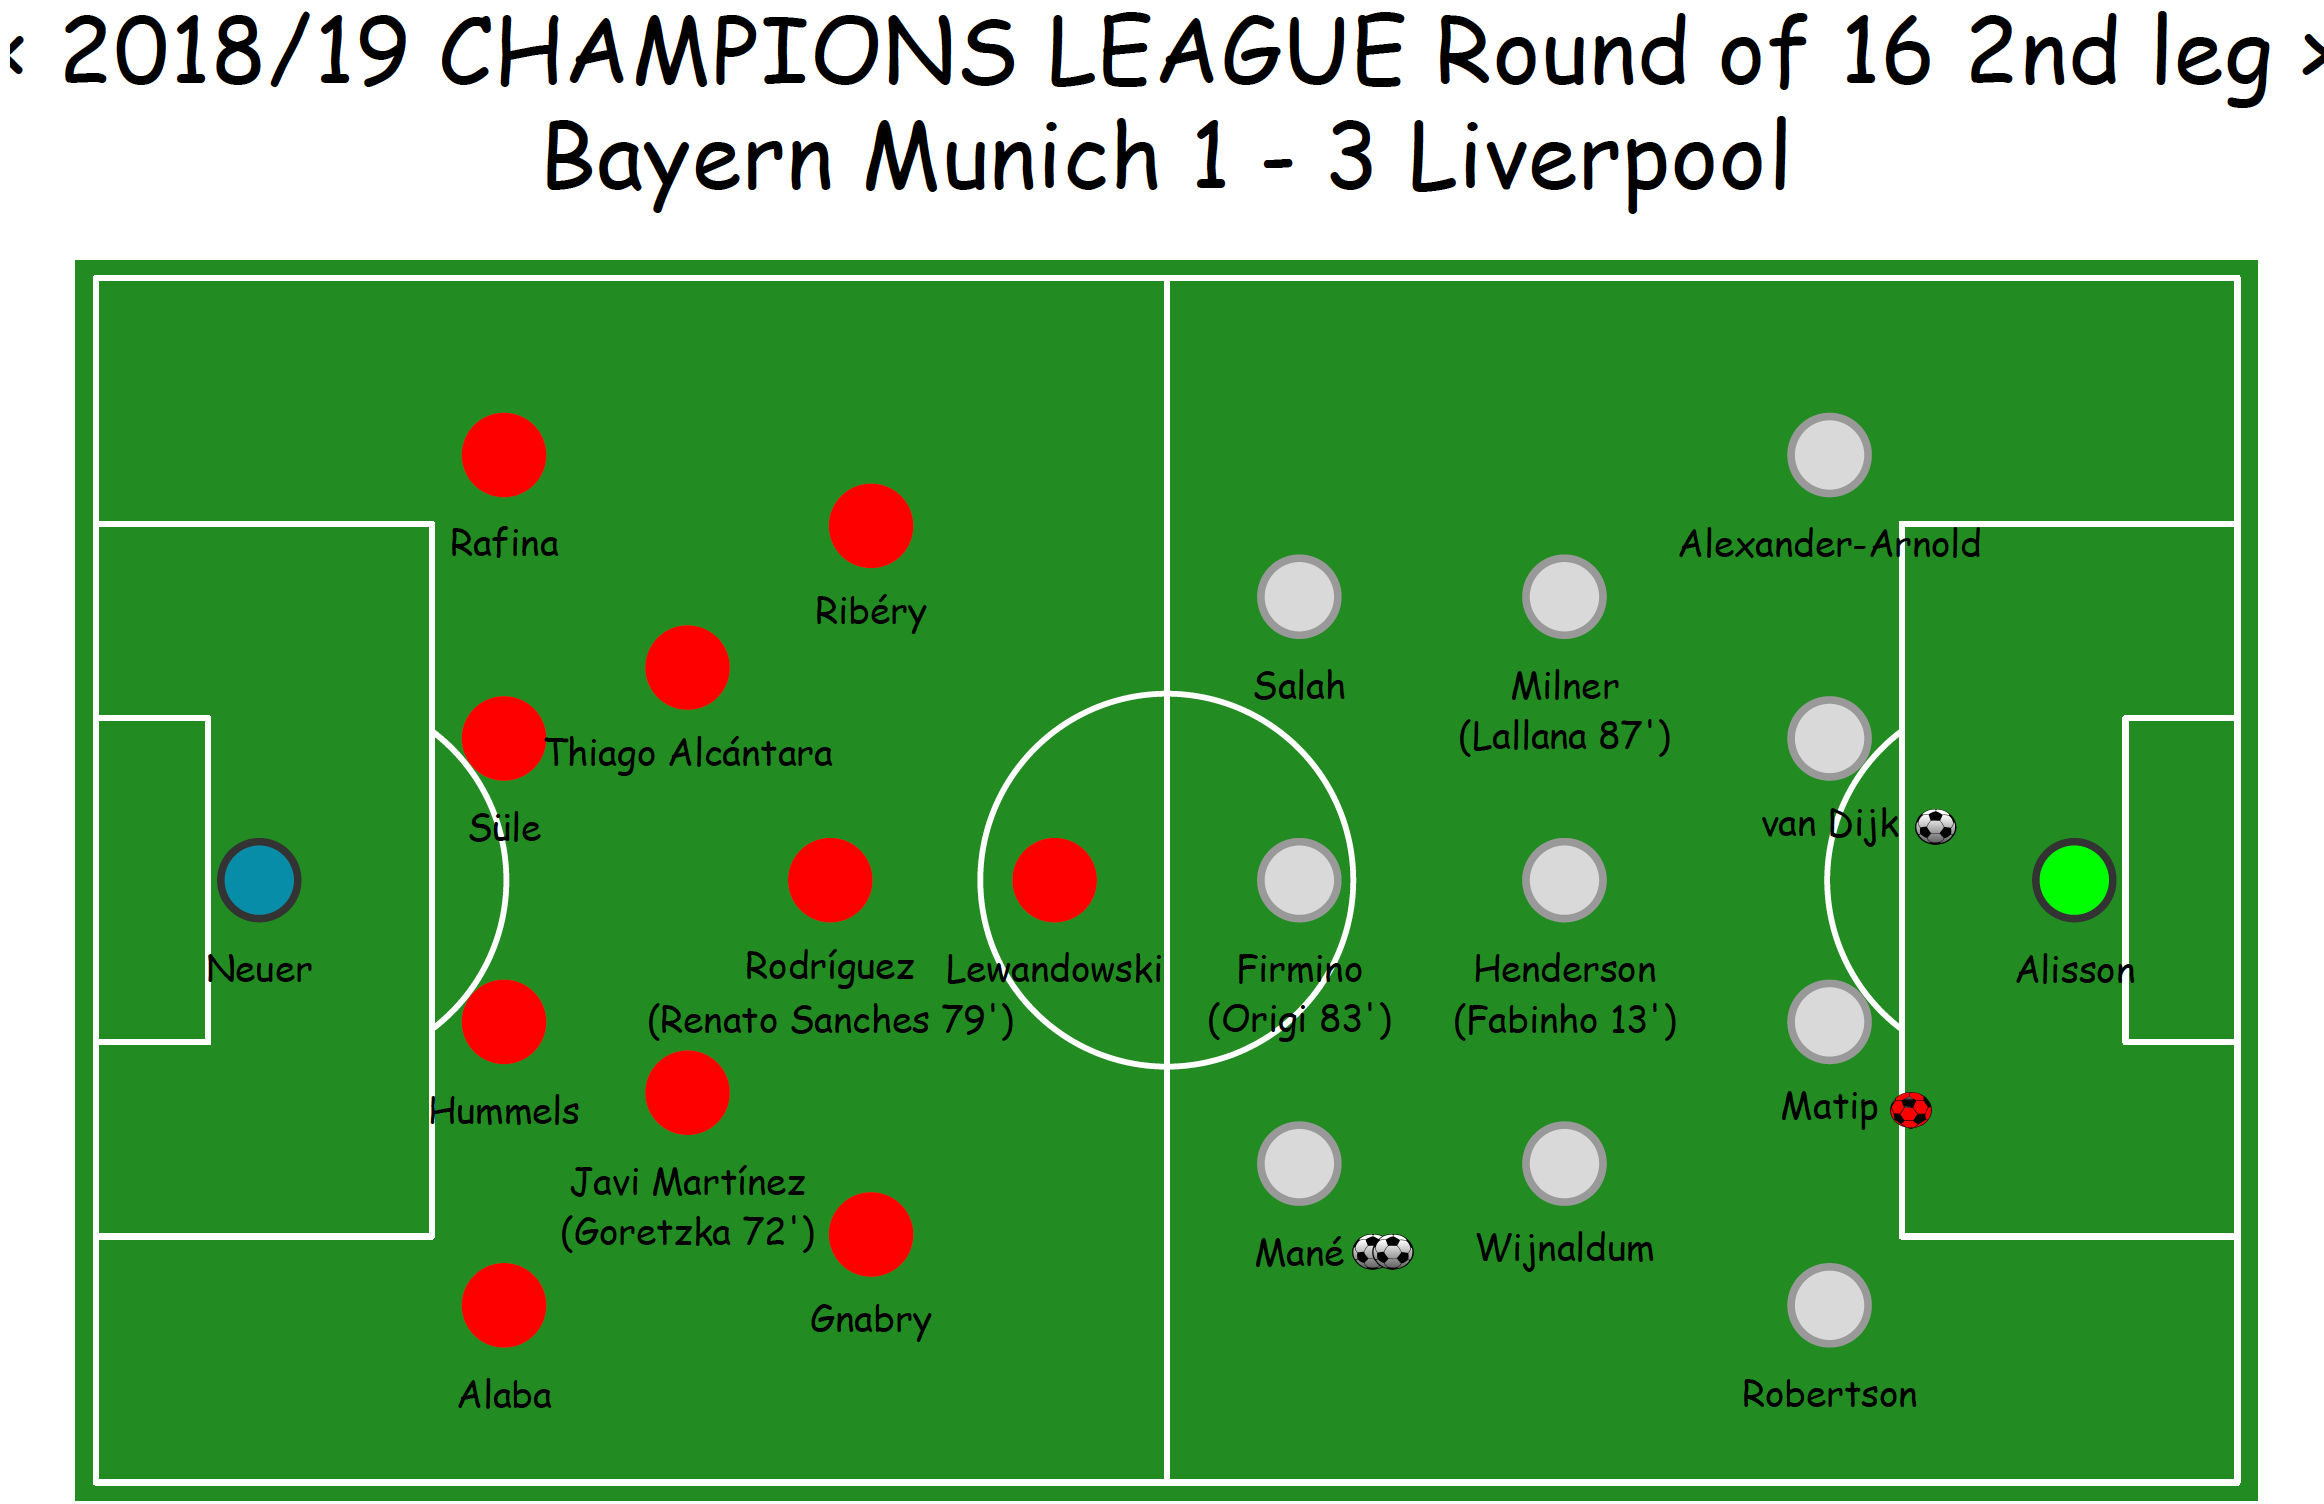 < 2018/19 CHAMPIONS LEAGUE Round of 16 2nd leg >
Bayern Munich 1 - 3 Liverpool
Rafina
Ribéry
Thiago Alcántara
Süle
Neuer
Rodríguez
(Renato Sanches 79')
Lewandowski
Hummels
Javi Martínez
(Goretzka 72')
Gnabry
Alaba
Alexander-Arnold
Salah
Milner
(Lallana 87')
van Dijk
Firmino
(Origi 83')
Henderson
(Fabinho 13')
Alisson
Matip
Mané
Wijnaldum
Robertson